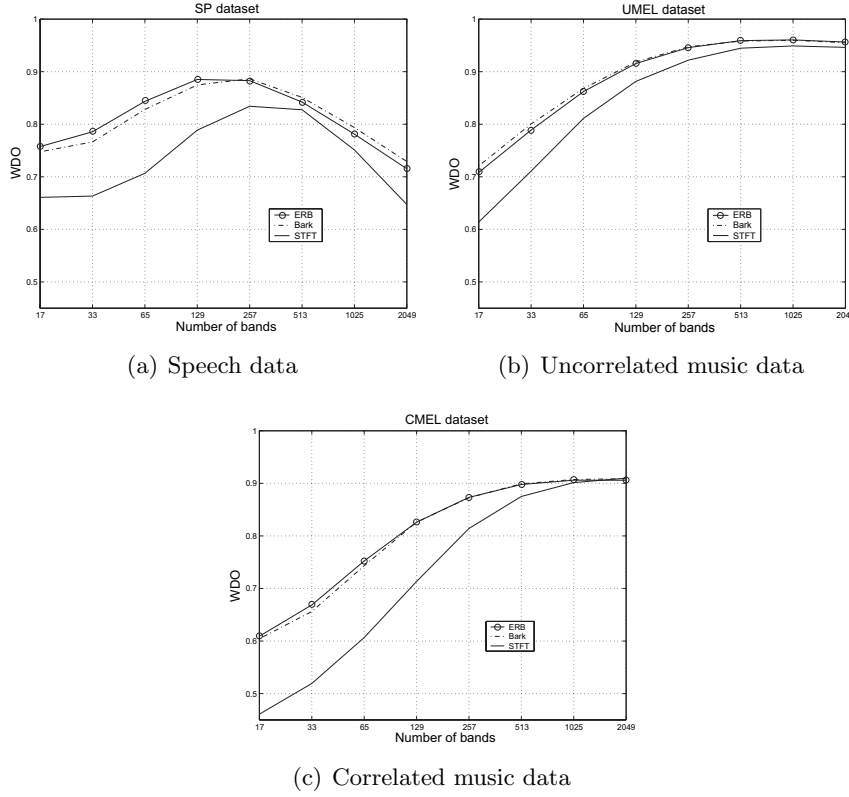 SP dataset
1
0.9
0.8
0.7
0.6
0.5
WDO
ERB
Bark
STFT
17 33 65 129 257 513 1025 2049
Number of bands
(a) Speech data
UMEL dataset
1
0.9
0.8
0.7
0.6
0.5
WDO
ERB
Bark
STFT
17 33 65 129 257 513 1025 204
Number of bands
(b) Uncorrelated music data
CMEL dataset
1
0.9
0.8
0.7
0.6
0.5
WDO
ERB
Bark
STFT
17 33 65 129 257 513 1025 2049
Number of bands
(c) Correlated music data